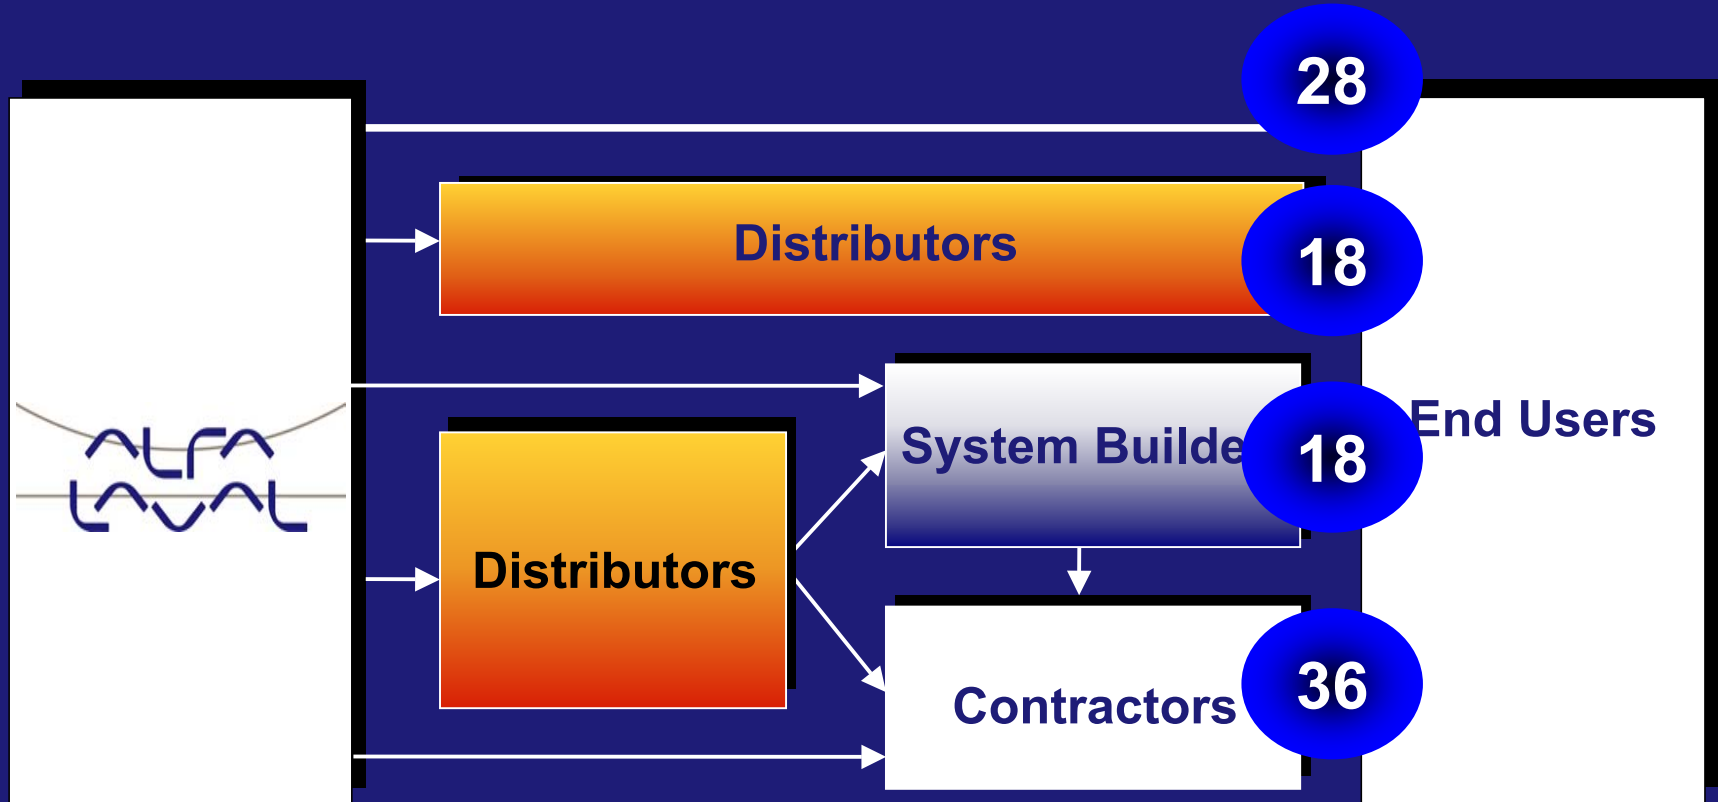 28
Distributors
18
ALFA
LAVAL
System Builde
18
End Users
Distributors
Contractors
36